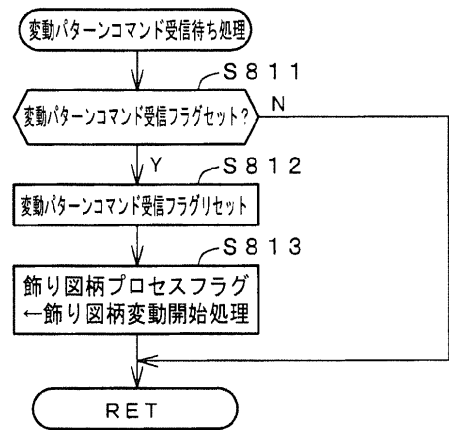 変動パターンコマンド受信待ち処理
S811
変動パターンコマンド受信フラグセット?
N
Y
S812
変動パターンコマンド受信フラグリセット
S813
飾り図柄プロセスフラグ
←飾り図柄変動開始処理
RET